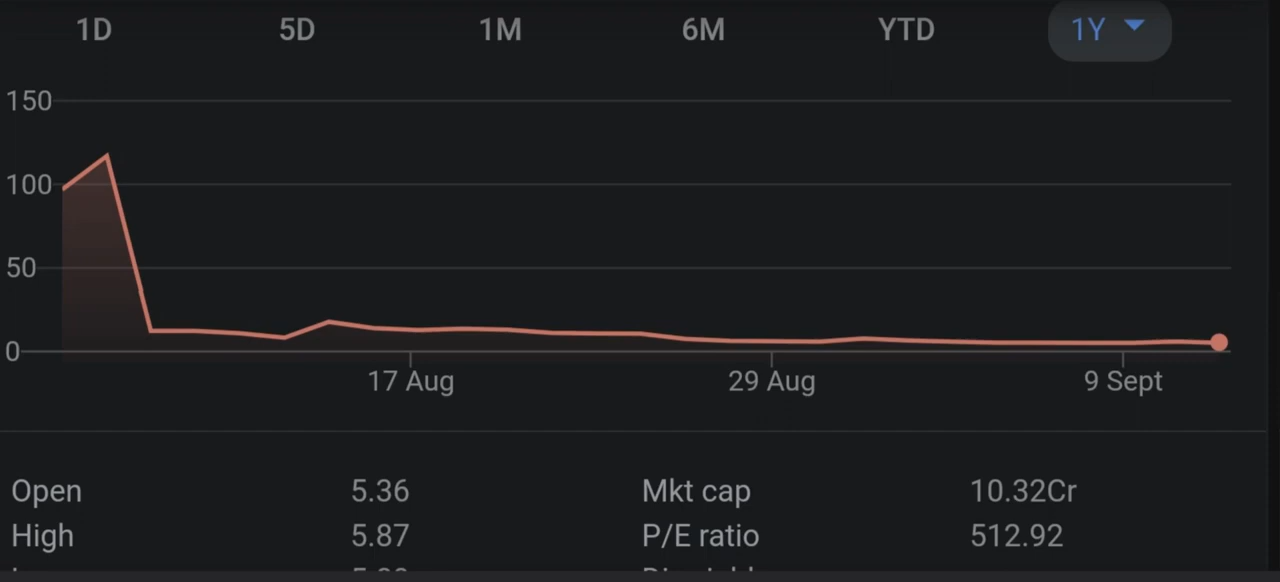 1D 5D 1M 6M YTD 1Y
150
100
50
0
17 Aug 29 Aug 9 Sept
Open 5.36 Mkt cap 10.32Cr
High 5.87 P/E ratio 512.92